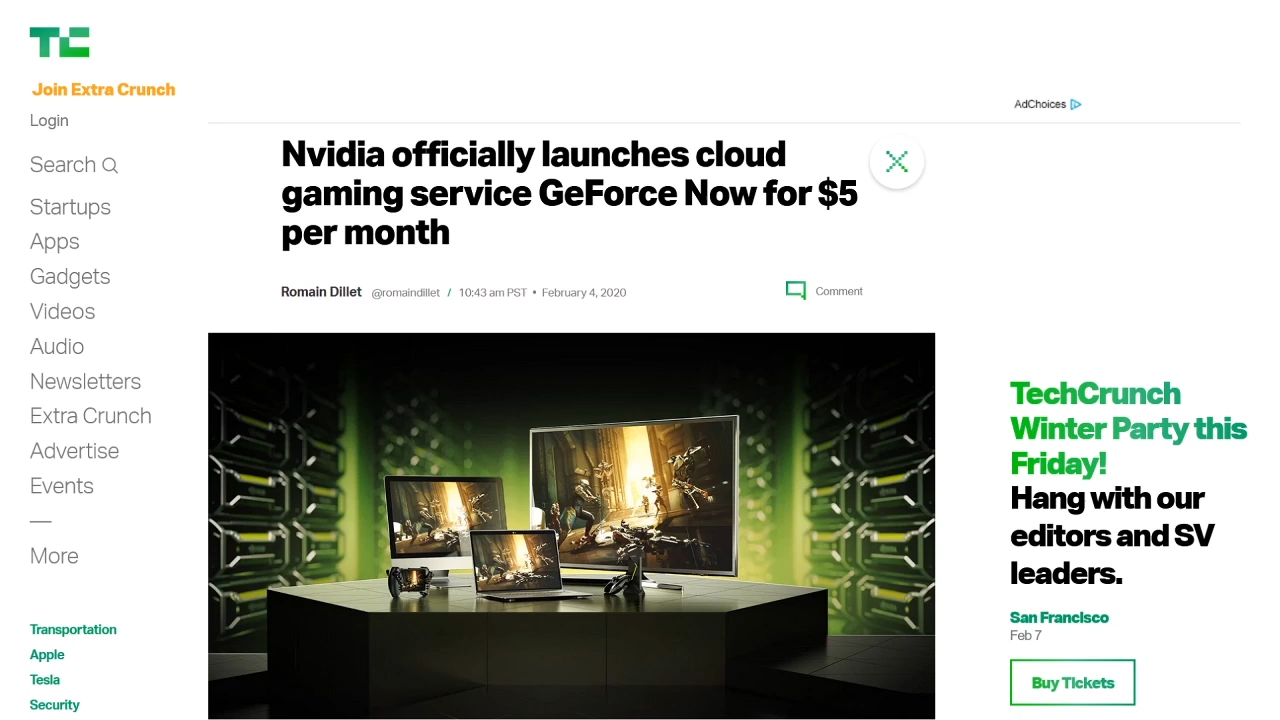 TC
Join Extra Crunch
Login
Search
Startups
Apps
Gadgets
Videos
Audio
Newsletters
Extra Crunch
Advertise
Events
—
More
Transportation
Apple
Tesla
Security
AdChoices
Nvidia officially launches cloud
gaming service GeForce Now for $5
per month
Romain Dillet @romaindillet / 10:43 am PST • February 4, 2020
Comment
TechCrunch
Winter Party this
Friday!
Hang with our
editors and SV
leaders.
San Francisco
Feb 7
Buy Tickets